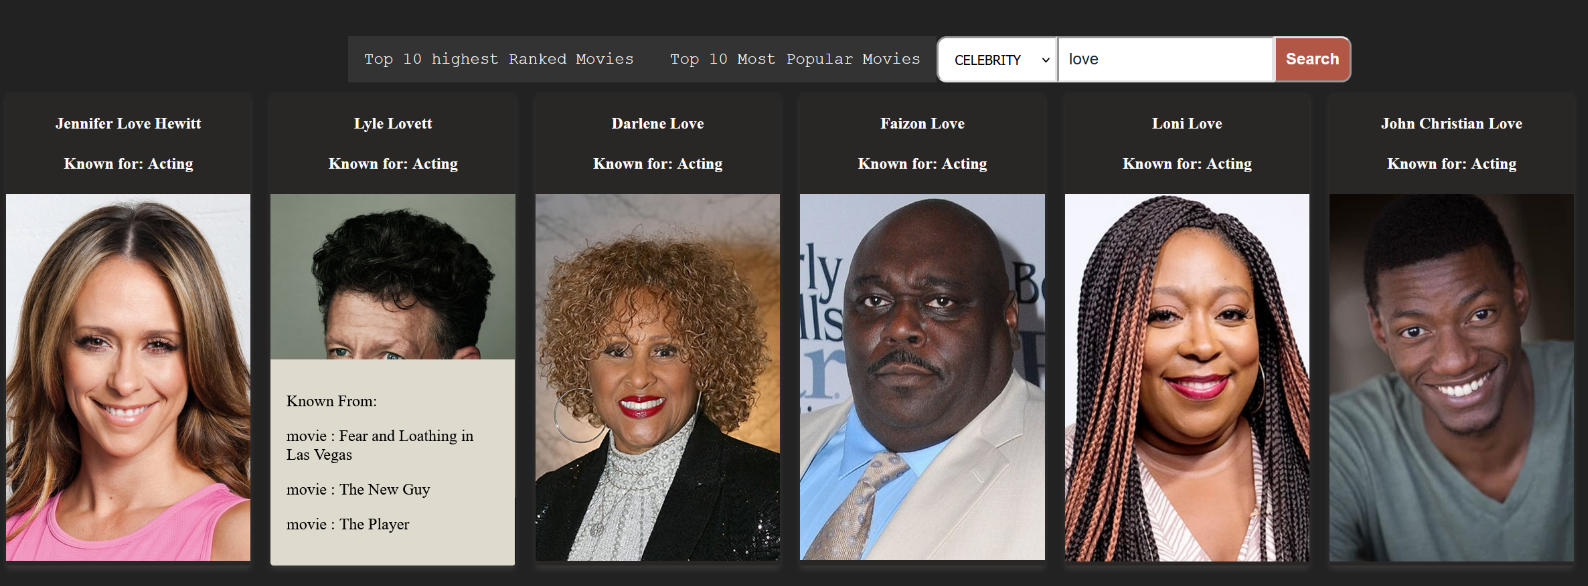 Top 10 highest Ranked Movies
Top 10 Most Popular Movies
CELEBRITY
love
Search
Jennifer Love Hewitt
Known for: Acting
Lyle Lovett
Known for: Acting
Known From:
movie : Fear and Loathing in
Las Vegas
movie : The New Guy
movie : The Player
Darlene Love
Known for: Acting
Faizon Love
Known for: Acting
Loni Love
Known for: Acting
John Christian Love
Known for: Acting